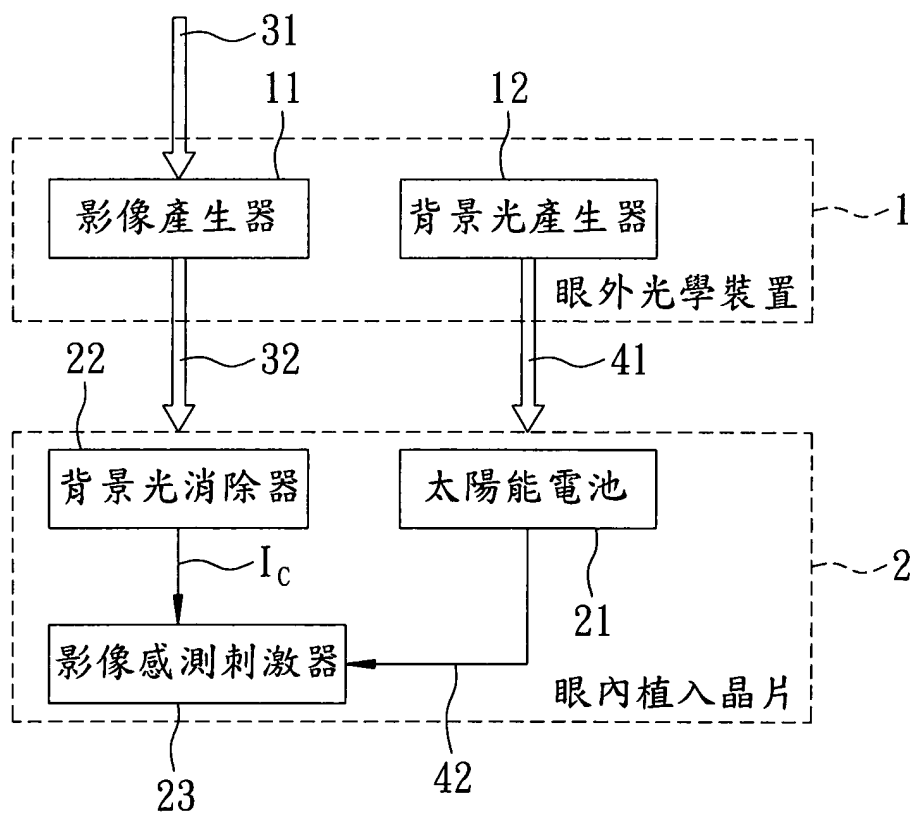 31
11
12
影像產生器
背景光產生器
1
眼外光學裝置
22
32
41
背景光消除器
太陽能電池
I_C
2
21
影像感測刺激器
眼內植入晶片
23
42